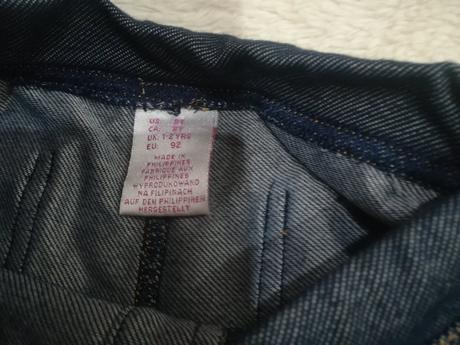 US: 2T
CA: 2T
UK: 1-2 YRS
EU: 92
MADE IN
PHILIPPINES
FABRIQUE AUX
PHILIPPINES
WYPRODUKOWANO
NA FILIPINACH
AUF DEN PHILIPPINEN
HERGESTELLT